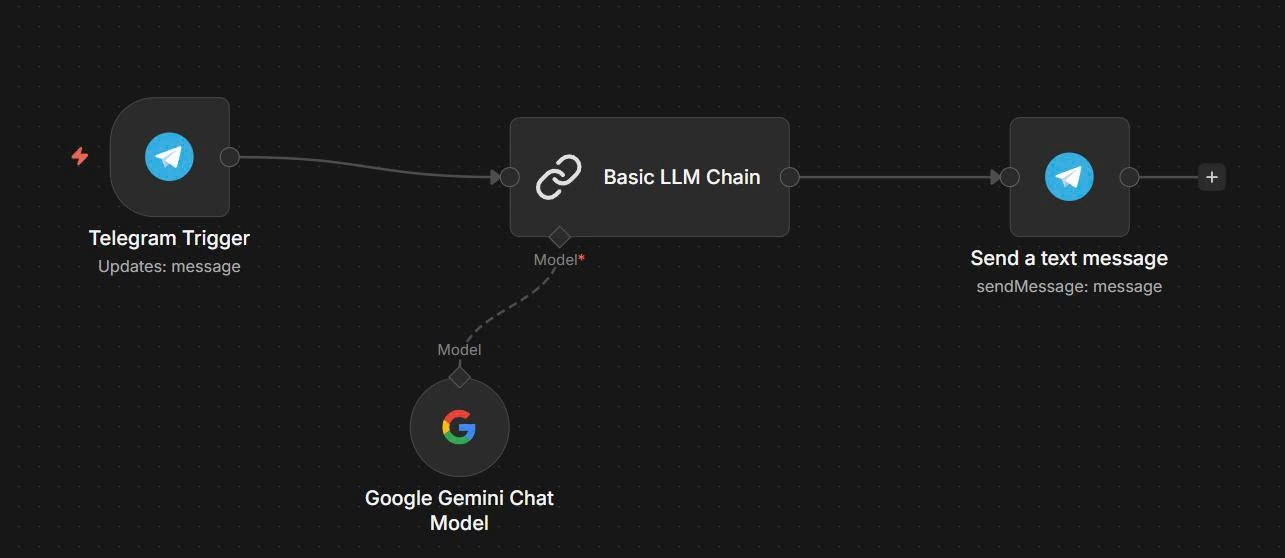 Telegram Trigger
Updates: message
Basic LLM Chain
Model*
Send a text message
sendMessage: message
Model
Google Gemini Chat
Model